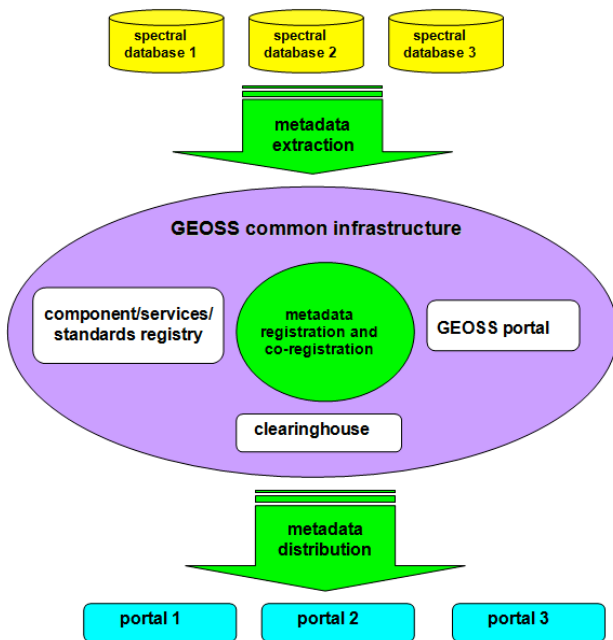 spectral
database 1
spectral
database 2
spectral
database 3
metadada
extraction
GEOSS common infrastructure
component/services/
standards registry
metadata
registration and
co-registration
GEOSS portal
clearinghouse
metadata
distribution
portal 1
portal 2
portal 3